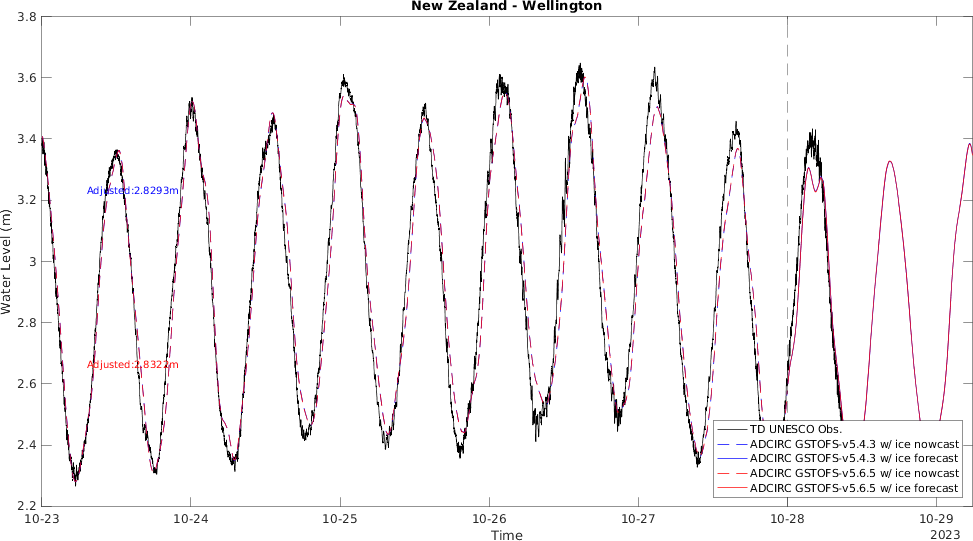 New Zealand - Wellington
3.8
3.6
3.4
3.2
3
2.8
2.6
2.4
2.2
Water Level (m)
Adjusted:2.8293m
Adjusted:2.8322m
TD UNESCO Obs.
ADCIRC GSTOFS-v5.4.3 w/ ice nowcast
ADCIRC GSTOFS-v5.4.3 w/ ice forecast
ADCIRC GSTOFS-v5.6.5 w/ ice nowcast
ADCIRC GSTOFS-v5.6.5 w/ ice forecast
10-23 10-24 10-25 10-26 10-27 10-28 10-29
Time
2023